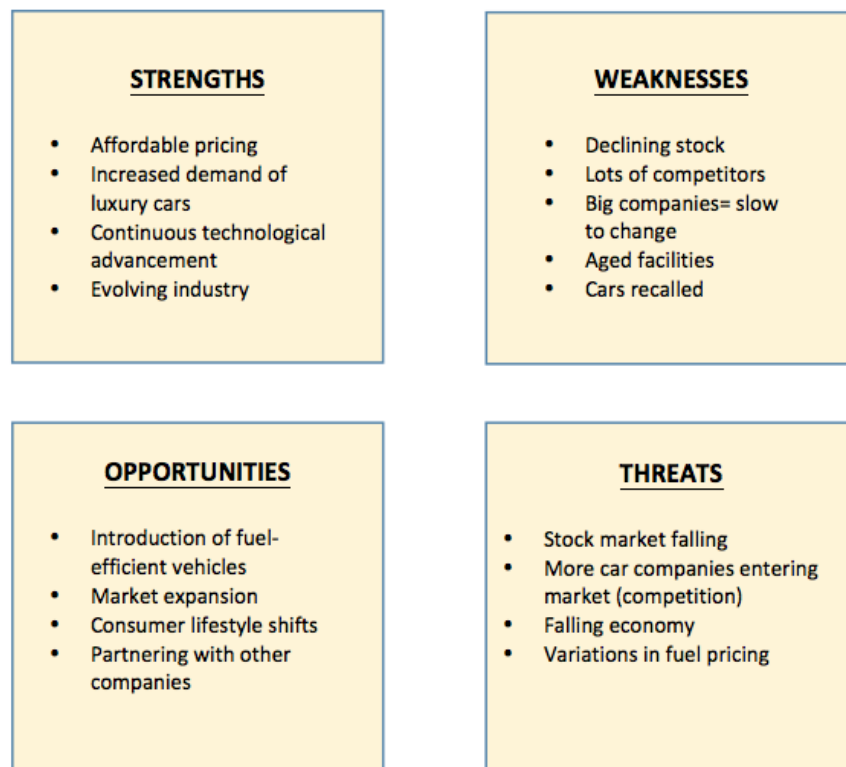 STRENGTHS
• Affordable pricing
• Increased demand of
luxury cars
• Continuous technological
advancement
• Evolving industry
WEAKNESSES
• Declining stock
• Lots of competitors
• Big companies= slow
to change
• Aged facilities
• Cars recalled
OPPORTUNITIES
• Introduction of fuel-
efficient vehicles
• Market expansion
• Consumer lifestyle shifts
• Partnering with other
companies
THREATS
• Stock market falling
• More car companies entering
market (competition)
• Falling economy
• Variations in fuel pricing